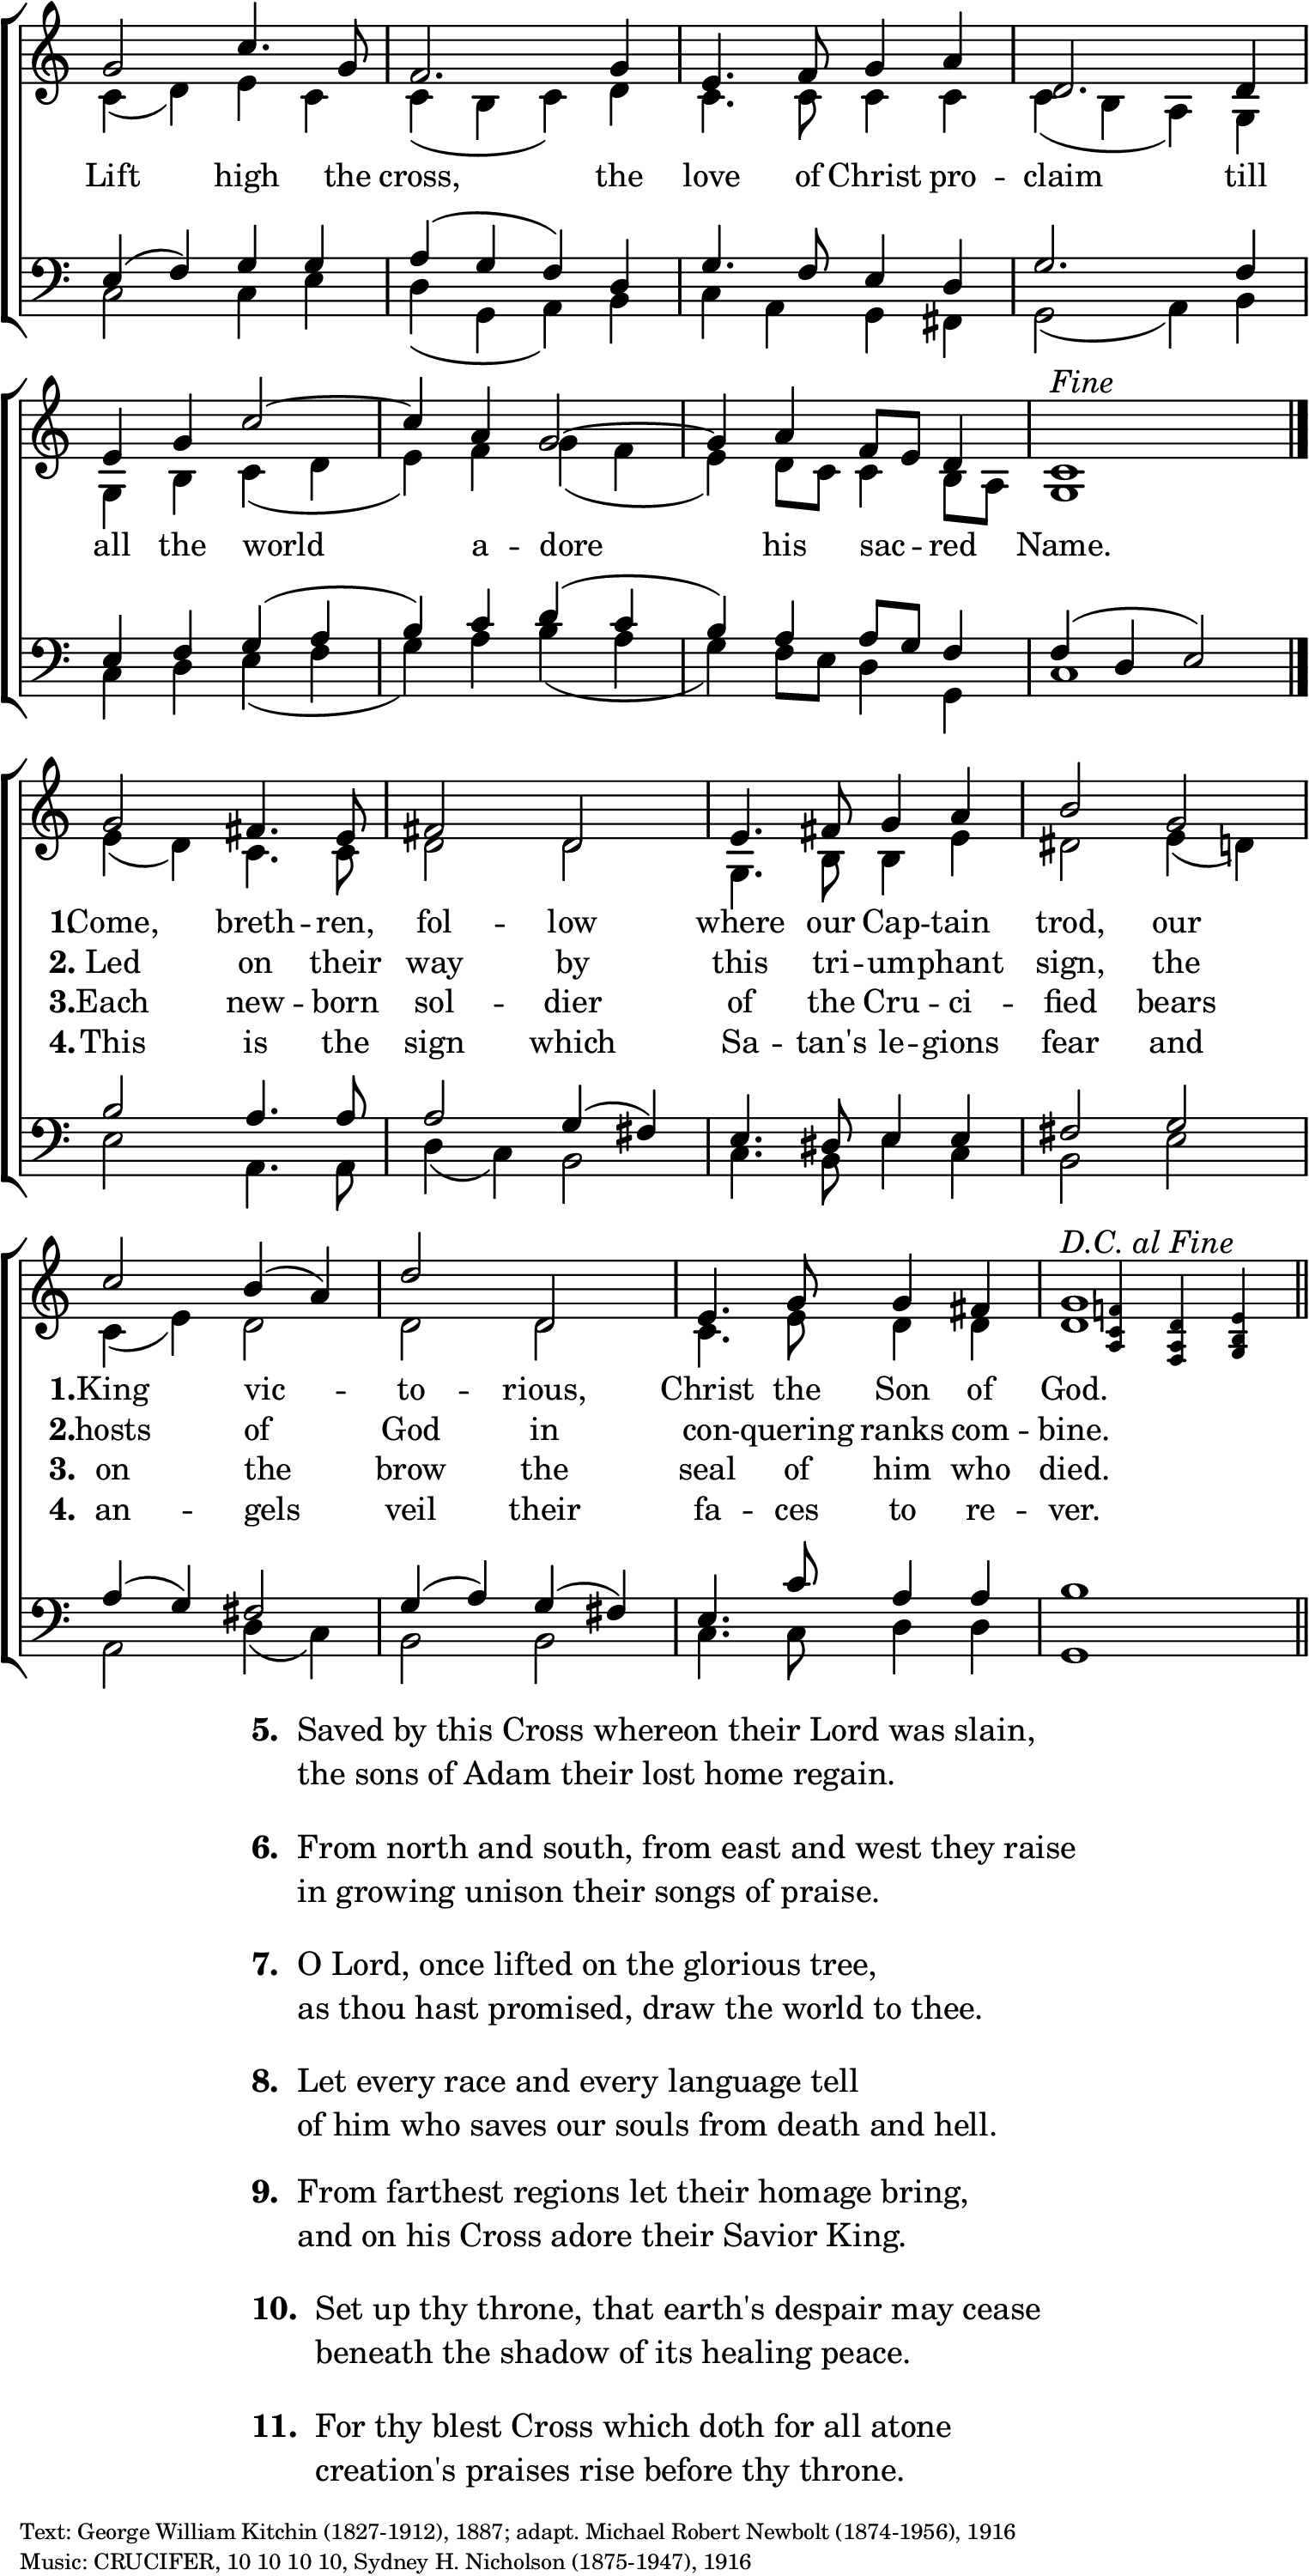 Lift high the cross, the love of Christ pro -- claim till
Fine
all the world a -- dore his sac -- red Name.
1. Come, breth -- ren, fol -- low where our Cap -- tain trod, our
2. Led on their way by this tri -- um -- phant sign, the
3. Each new -- born sol -- dier of the Cru -- ci -- fied bears
4. This is the sign which Sa -- tan's le -- gions fear and
D.C. al Fine
1. King vic -- to -- rious, Christ the Son of God.
2. hosts of God in con -- quering ranks com -- bine.
3. on the brow the seal of him who died.
4. an -- gels veil their fa -- ces to re -- ver.
5. Saved by this Cross whereon their Lord was slain,
the sons of Adam their lost home regain.
6. From north and south, from east and west they raise
in growing unison their songs of praise.
7. O Lord, once lifted on the glorious tree,
as thou hast promised, draw the world to thee.
8. Let every race and every language tell
of him who saves our souls from death and hell.
9. From farthest regions let their homage bring,
and on his Cross adore their Savior King.
10. Set up thy throne, that earth's despair may cease
beneath the shadow of its healing peace.
11. For thy blest Cross which doth for all atone
creation's praises rise before thy throne.
Text: George William Kitchin (1827-1912), 1887; adapt. Michael Robert Newbolt (1874-1956), 1916
Music: CRUCIFER, 10 10 10 10, Sydney H. Nicholson (1875-1947), 1916